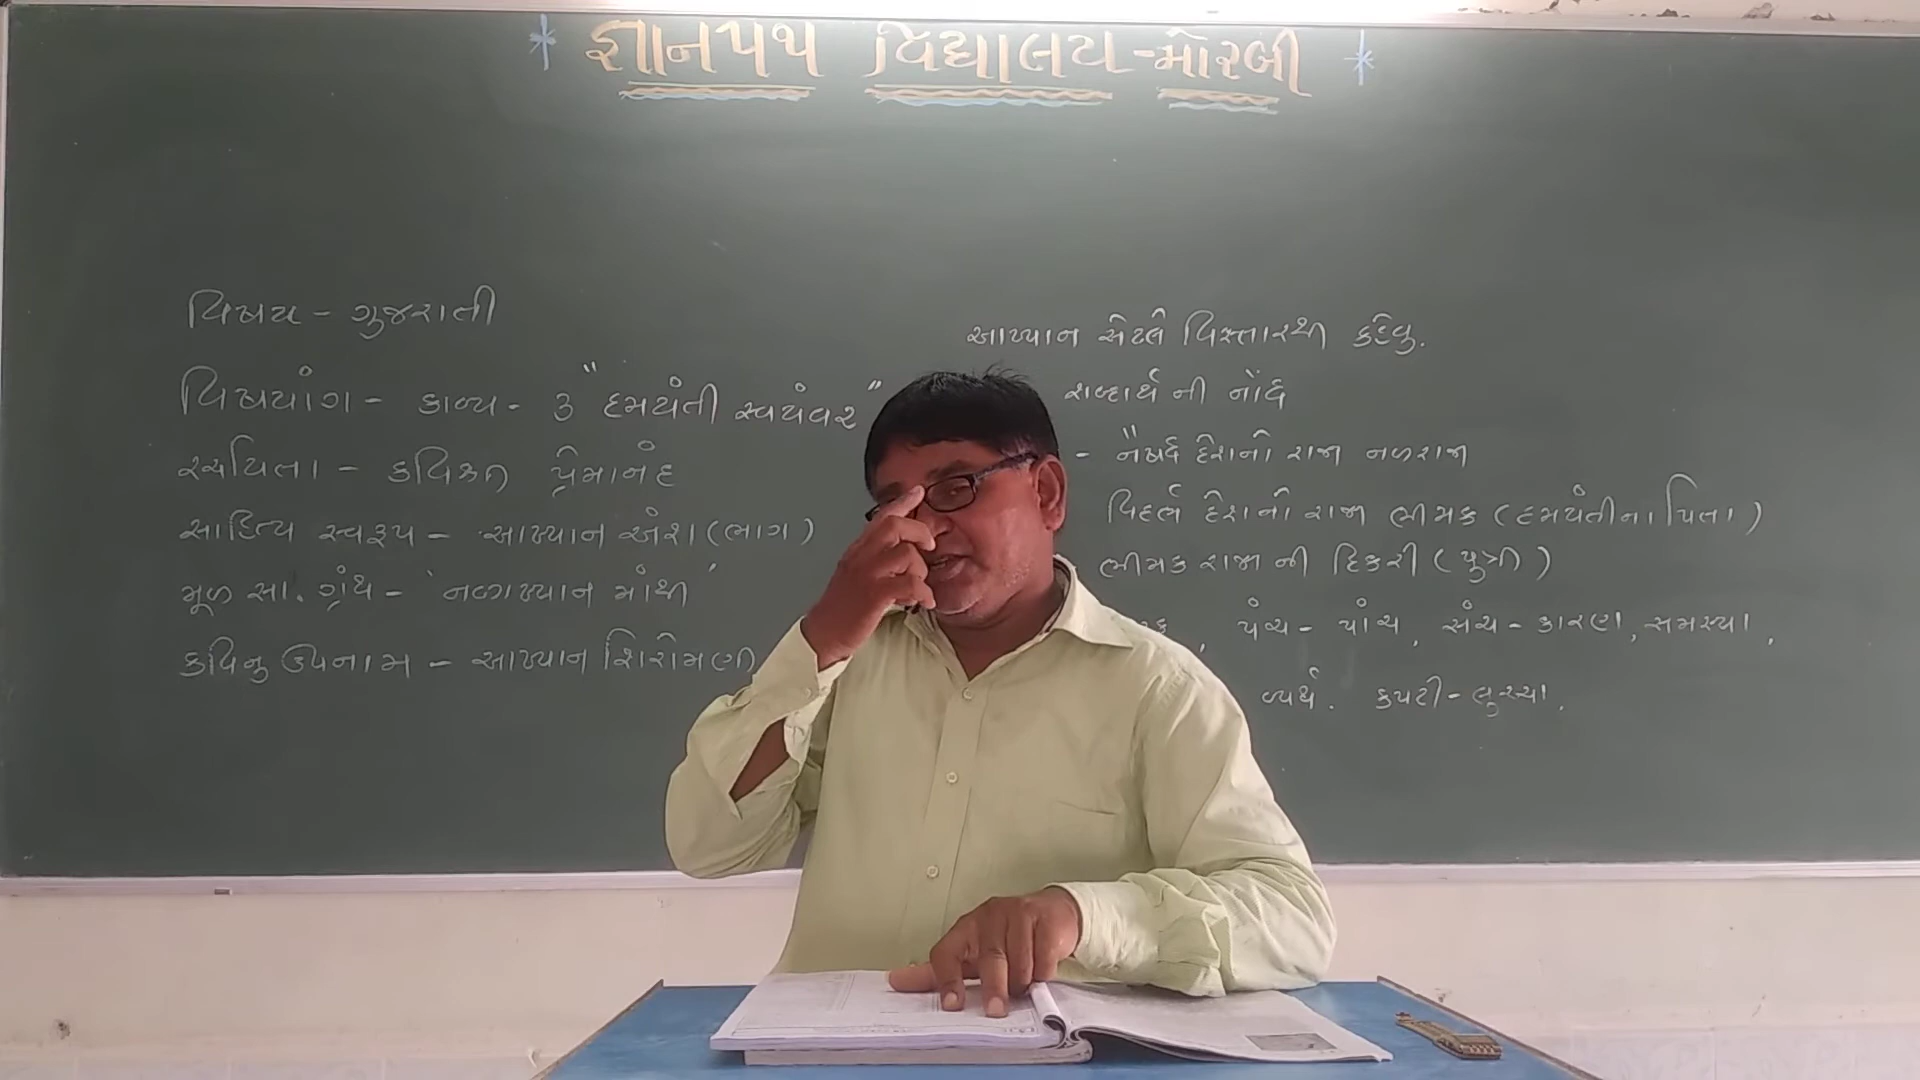 * જ્ઞાનપથ વિદ્યાલય - મોરબી *
વિષય - ગુજરાતી
વિષયાંગ - કાવ્ય - ૩ "દમયંતી સ્વયંવર"
રચયિતા - કવિશ્રી પ્રેમાનંદ
સાહિત્ય સ્વરૂપ - આખ્યાન અંશ (ભાગ)
મૂળ સા. ગ્રંથ - 'નળાખ્યાન માંથી'
કવિનુ ઉપનામ - આખ્યાન શિરોમણી
આખ્યાન એટલે વિસ્તારથી કહેવુ.
શબ્દાર્થ ની નોંધ
- નૈષધ દેશનો રાજા નળરાજા
વિદર્ભ દેશનો રાજા ભીમક (દમયંતીના પિતા)
ભીમક રાજા ની દિકરી (પુત્રી)
, પંચ - પાંચ, સંચ - કારણ, સમસ્યા,
વ્યર્થ. કપટી - લુચ્ચા.